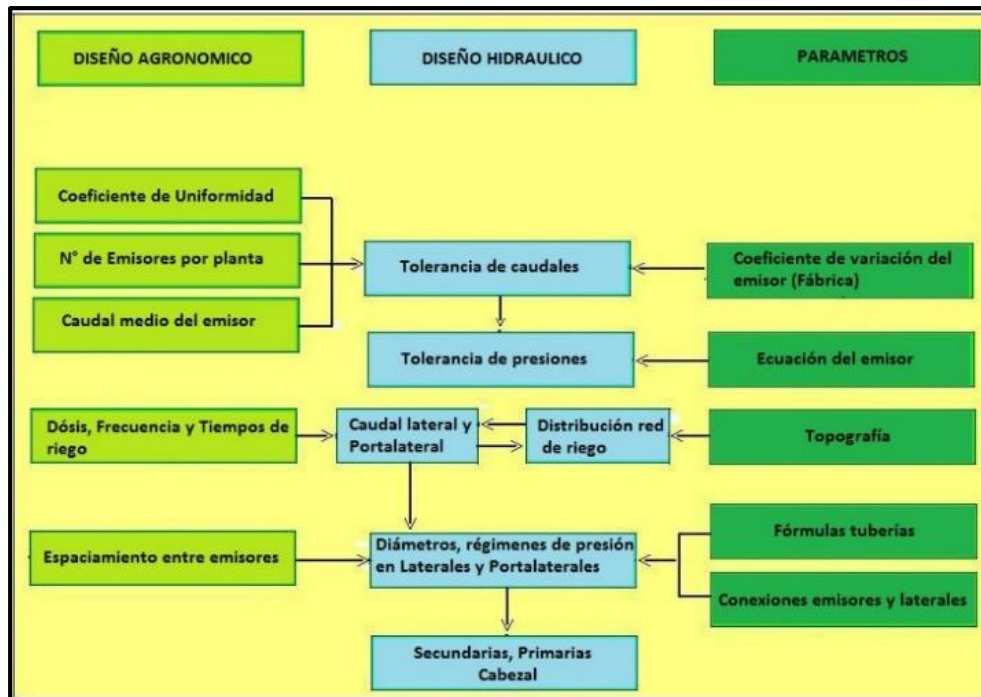 DISEÑO AGRONOMICO
DISEÑO HIDRAULICO
PARAMETROS
Coeficiente de Uniformidad
N° de Emisores por planta
Tolerancia de caudales
Coeficiente de variación del
emisor (Fábrica)
Caudal medio del emisor
Tolerancia de presiones
Ecuación del emisor
Dósis, Frecuencia y Tiempos de
riego
Caudal lateral y
Portalateral
Distribución red
de riego
Topografía
Espaciamiento entre emisores
Diámetros, régimenes de presión
en Laterales y Portalaterales
Fórmulas tuberías
Conexiones emisores y laterales
Secundarias, Primarias
Cabezal